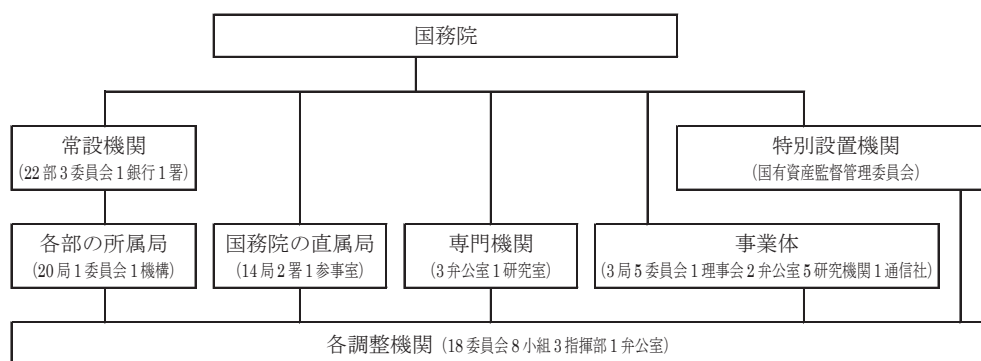 国務院
常設機関
(22部3委員会1銀行1署)
特別設置機関
(国有資産監督管理委員会)
各部の所属局
(20局1委員会1機構)
国務院の直属局
(14局2署1参事室)
専門機関
(3弁公室1研究室)
事業体
(3局5委員会1理事会2弁公室5研究機関1通信社)
各調整機関 (18委員会8小組3指揮部1弁公室)